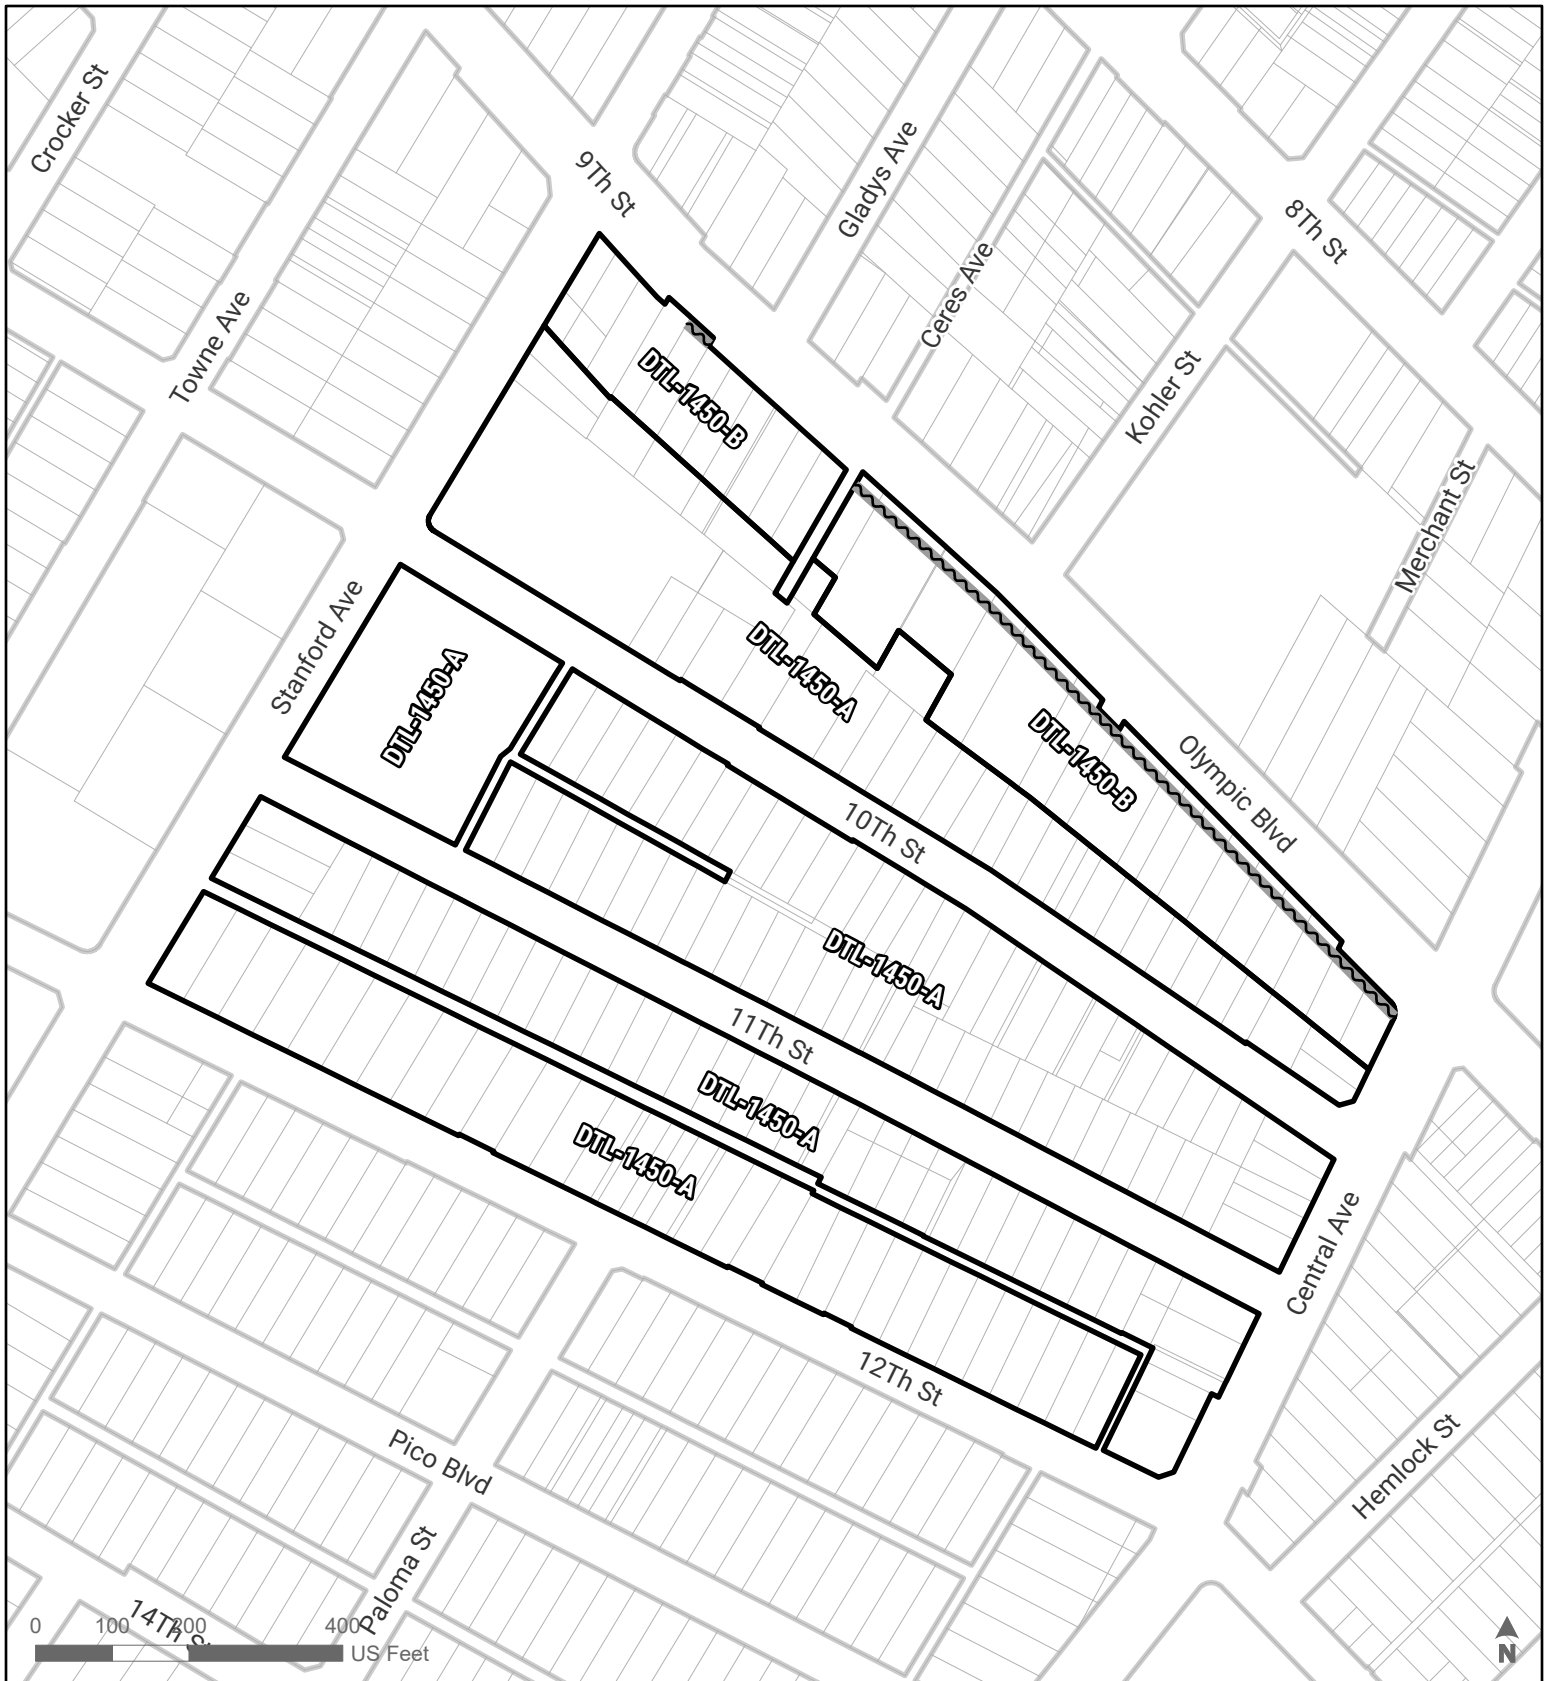 Crocker St
9Th St
Gladys Ave
8Th St
Ceres Ave
Towne Ave
Kohler St
DTL-1450-B
Merchant St
Stanford Ave
DTL-1450-A
DTL-1450-A
DTL-1450-B
Olympic Blvd
10Th St
DTL-1450-A
11Th St
DTL-1450-A
DTL-1450-A
Central Ave
12Th St
Pico Blvd
Hemlock St
Paloma St
14Th St
0 100 200 400
US Feet
N